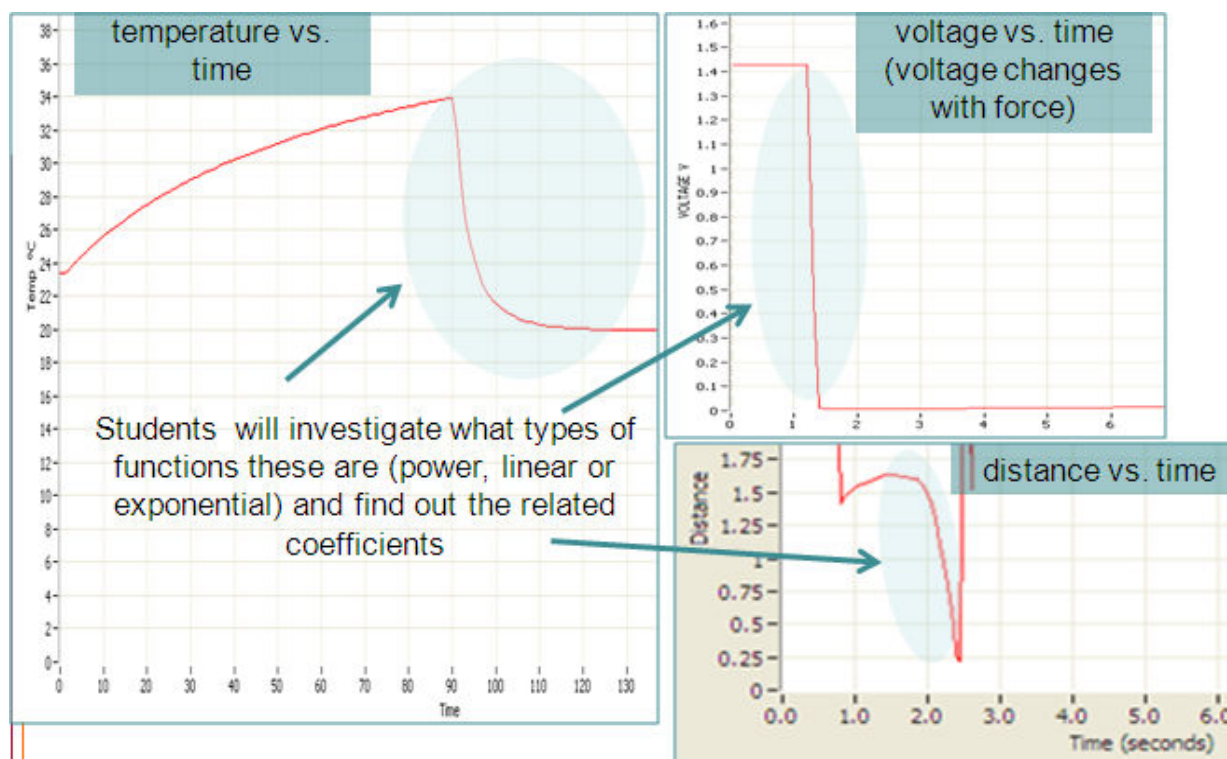 temperature vs.
time
38
36
34
32
30
28
26
24
22
20
18
16
14
12
10
8
6
4
2
0
Temp °C
0 10 20 30 40 50 60 70 80 90 100 110 120 130
Time
voltage vs. time
(voltage changes
with force)
1.6
1.5
1.4
1.3
1.2
1.1
1
0.9
0.8
0.7
0.6
0.5
0.4
0.3
0.2
0.1
0
VOLTAGE V
0 1 2 3 4 5 6
Students will investigate what types of
functions these are (power, linear or
exponential) and find out the related
coefficients
distance vs. time
1.75
1.5
1.25
1
0.75
0.5
0.25
0
Distance
0.0 1.0 2.0 3.0 4.0 5.0 6.0
Time (seconds)